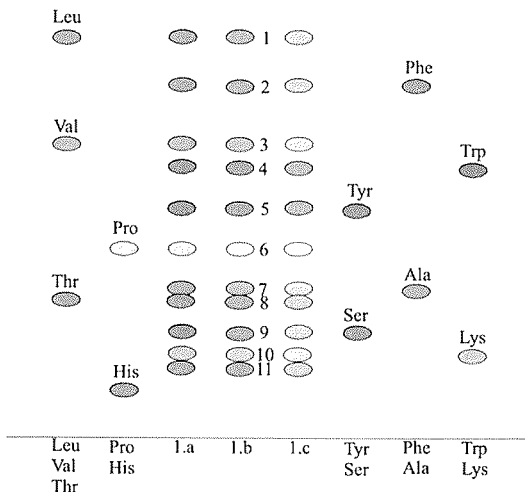 Leu
1
2
Phe
Val
3
4
Trp
5
Tyr
Pro
6
Thr
7
Ala
8
Ser
9
Lys
10
His
11
Leu Pro 1.a 1.b 1.c Tyr Phe Trp
Val His Ser Ala Lys
Thr